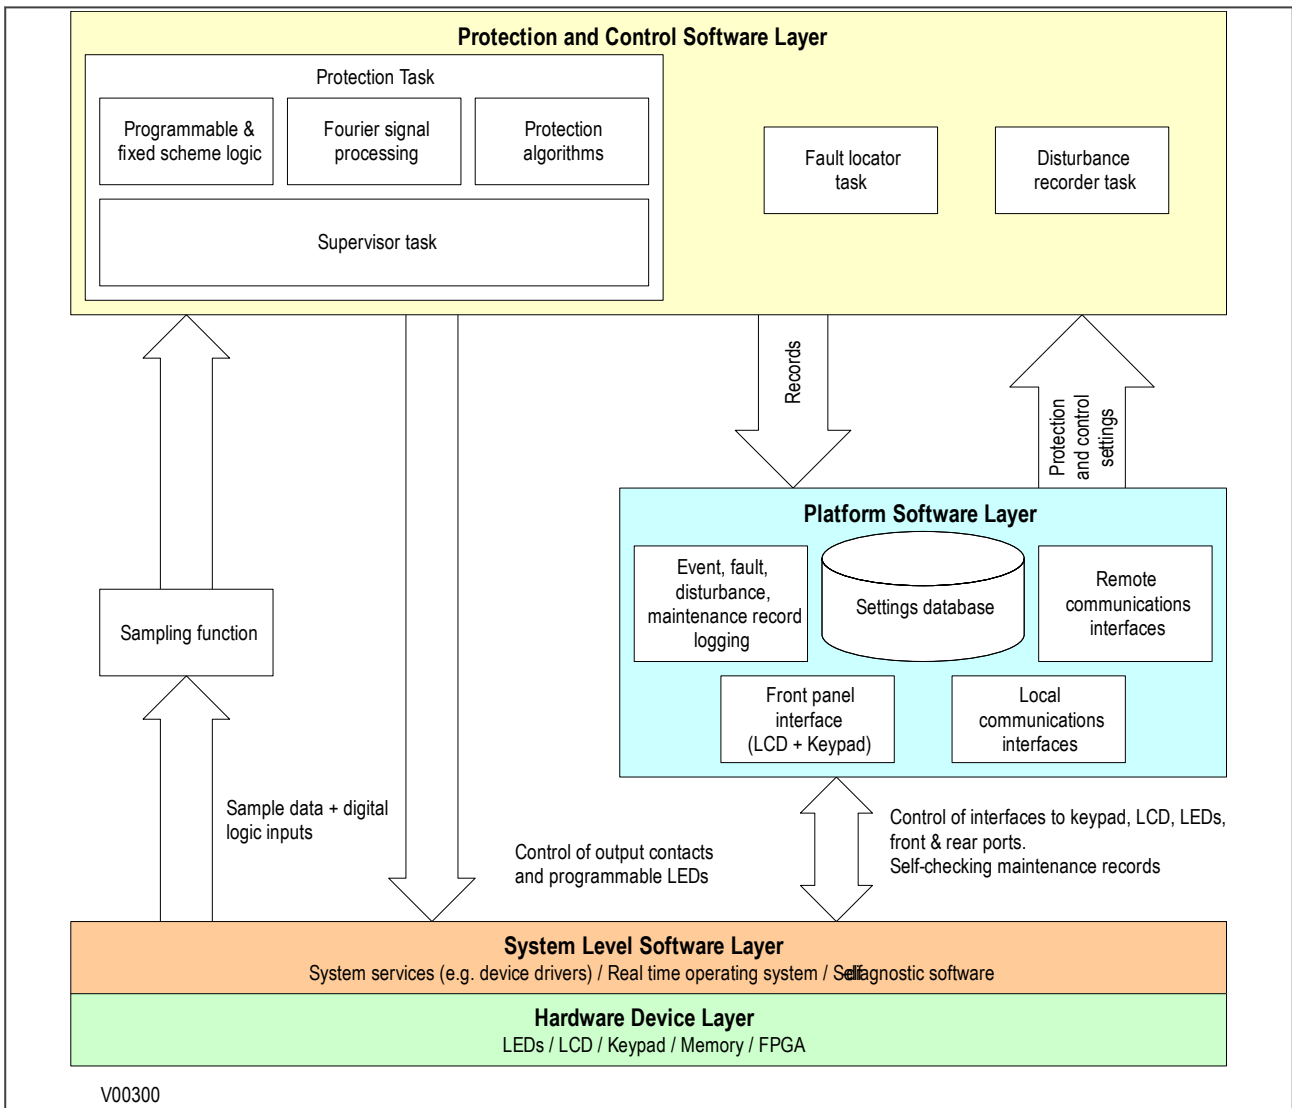 Protection and Control Software Layer
Protection Task
Programmable &
fixed scheme logic
Fourier signal
processing
Protection
algorithms
Supervisor task
Fault locator
task
Disturbance
recorder task
Records
Protection
and control
settings
Platform Software Layer
Event, fault,
disturbance,
maintenance record
logging
Settings database
Remote
communications
interfaces
Front panel
interface
(LCD + Keypad)
Local
communications
interfaces
Sampling function
Sample data + digital
logic inputs
Control of output contacts
and programmable LEDs
Control of interfaces to keypad, LCD, LEDs,
front & rear ports.
Self-checking maintenance records
System Level Software Layer
System services (e.g. device drivers) / Real time operating system / Self-diagnostic software
Hardware Device Layer
LEDs / LCD / Keypad / Memory / FPGA
V00300